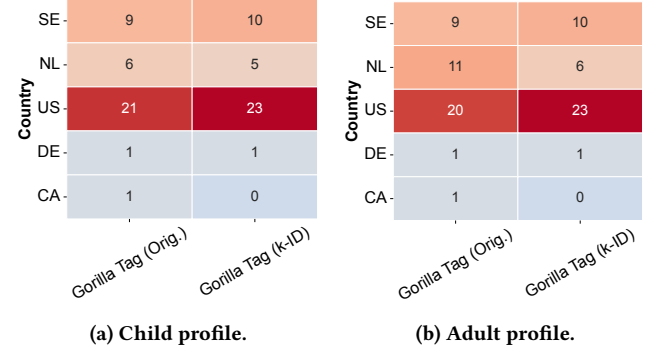 Country
SE 9 10
NL 6 5
US 21 23
DE 1 1
CA 1 0
Gorilla Tag (Orig.)
Gorilla Tag (k-ID)
(a) Child profile.
Country
SE 9 10
NL 11 6
US 20 23
DE 1 1
CA 1 0
Gorilla Tag (Orig.)
Gorilla Tag (k-ID)
(b) Adult profile.